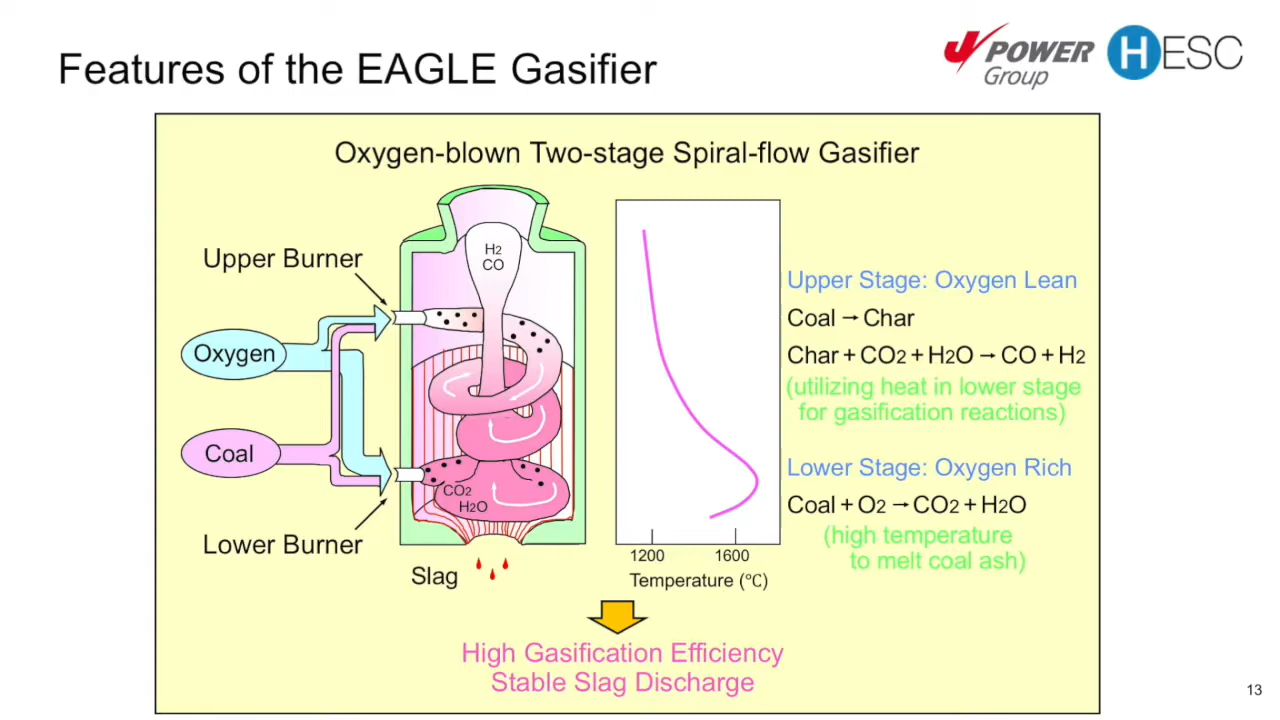 Features of the EAGLE Gasifier
J POWER
Group
HESC
Oxygen-blown Two-stage Spiral-flow Gasifier
Upper Burner
Oxygen
Coal
Lower Burner
H2
CO
CO2
H2O
Slag
1200 1600
Temperature (℃)
Upper Stage: Oxygen Lean
Coal → Char
Char + CO2 + H2O → CO + H2
(utilizing heat in lower stage
for gasification reactions)
Lower Stage: Oxygen Rich
Coal + O2 → CO2 + H2O
(high temperature
to melt coal ash)
High Gasification Efficiency
Stable Slag Discharge
13